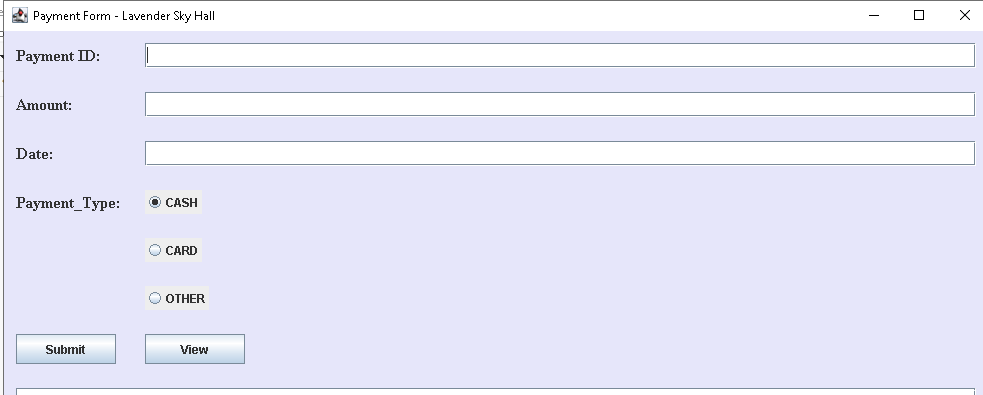 Payment Form - Lavender Sky Hall
Payment ID:
Amount:
Date:
Payment_Type: CASH
CARD
OTHER
Submit View